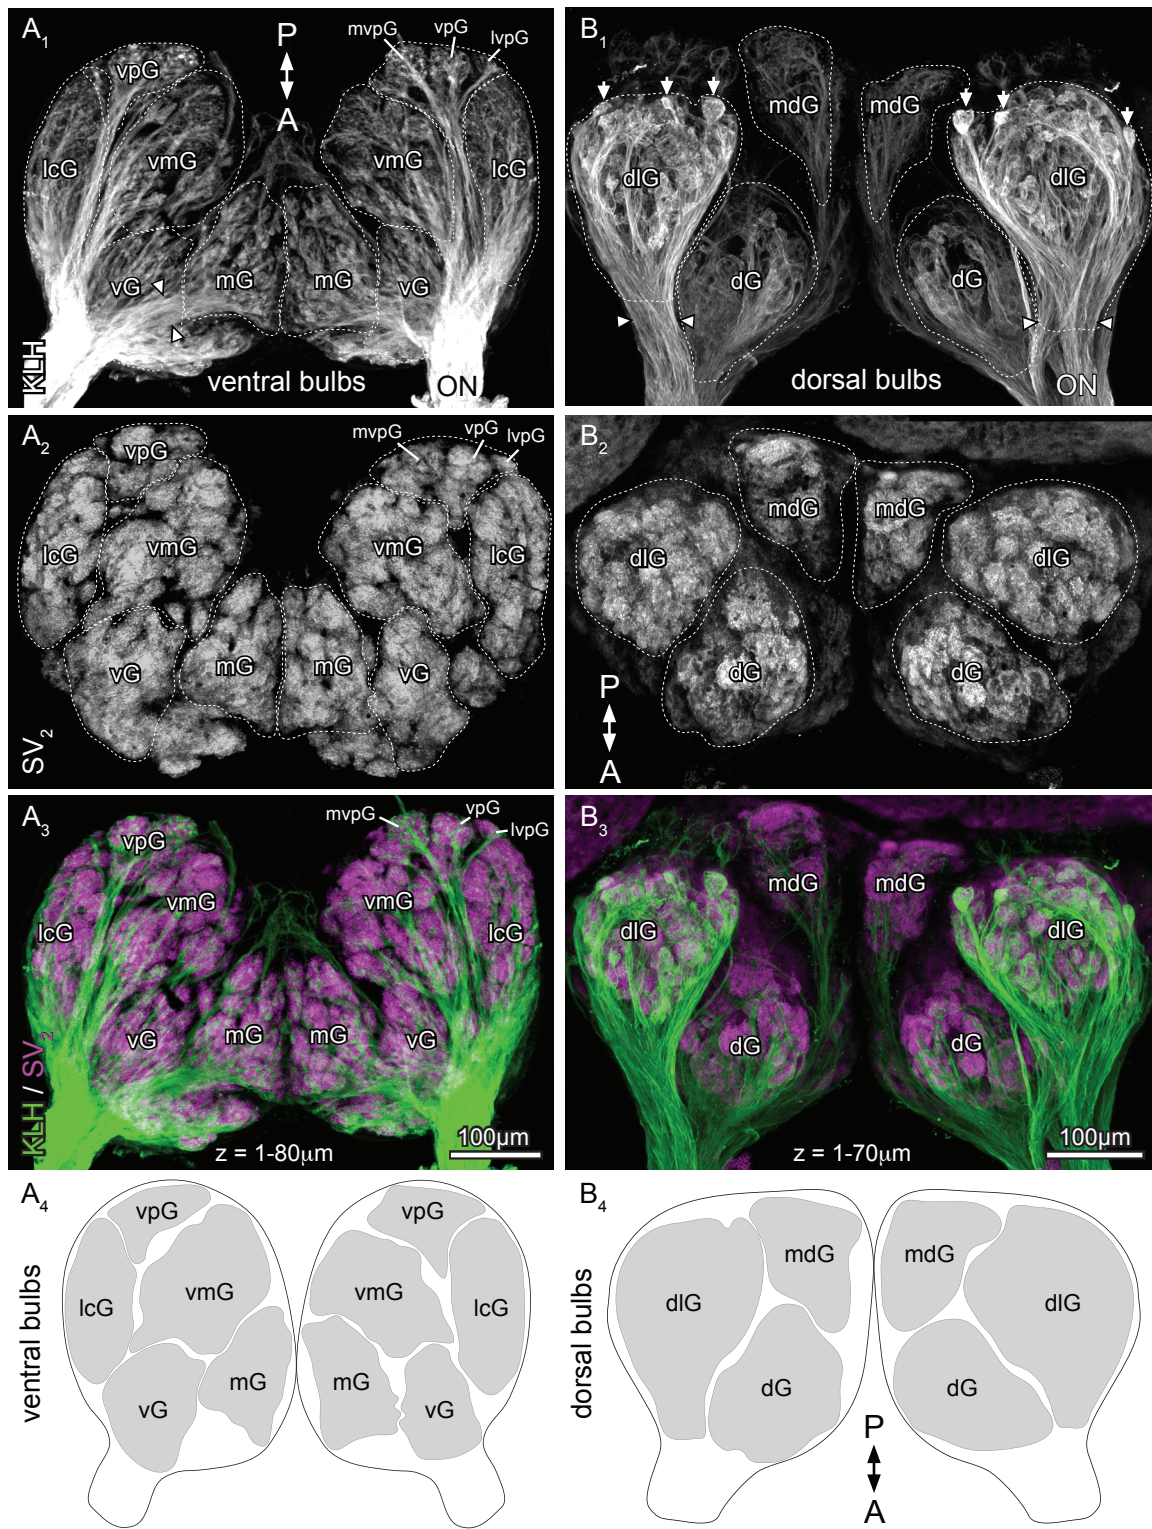 A1
P
A
mvpG
vpG
lvpG
vpG
lcG
vmG
vmG
lcG
vG
mG
mG
vG
KLH
ventral bulbs
ON
B1
mdG
mdG
dlG
dlG
dG
dG
dorsal bulbs
ON
A2
mvpG
vpG
lvpG
vpG
lcG
vmG
vmG
lcG
vG
mG
mG
vG
SV2
B2
mdG
mdG
dlG
dlG
dG
dG
P
A
A3
mvpG
vpG
lvpG
vpG
vmG
vmG
lcG
lcG
vG
mG
mG
vG
KLH / SV2
z = 1-80μm
100μm
B3
mdG
mdG
dlG
dlG
dG
dG
z = 1-70μm
100μm
A4
vpG
vpG
lcG
vmG
vmG
lcG
vG
mG
mG
vG
ventral bulbs
B4
mdG
mdG
dlG
dlG
dG
dG
dorsal bulbs
P
A